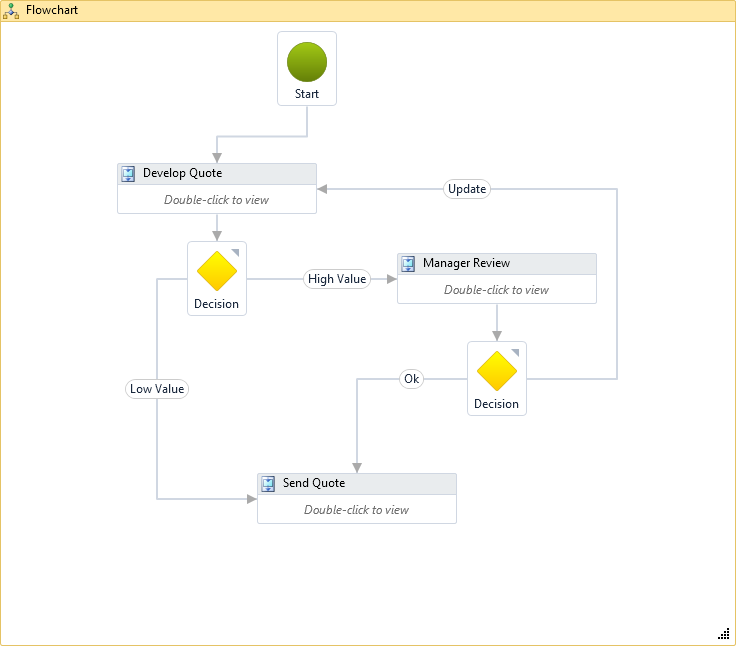 Flowchart
Start
Develop Quote
Double-click to view
Update
Decision
High Value
Manager Review
Double-click to view
Low Value
Ok
Decision
Send Quote
Double-click to view